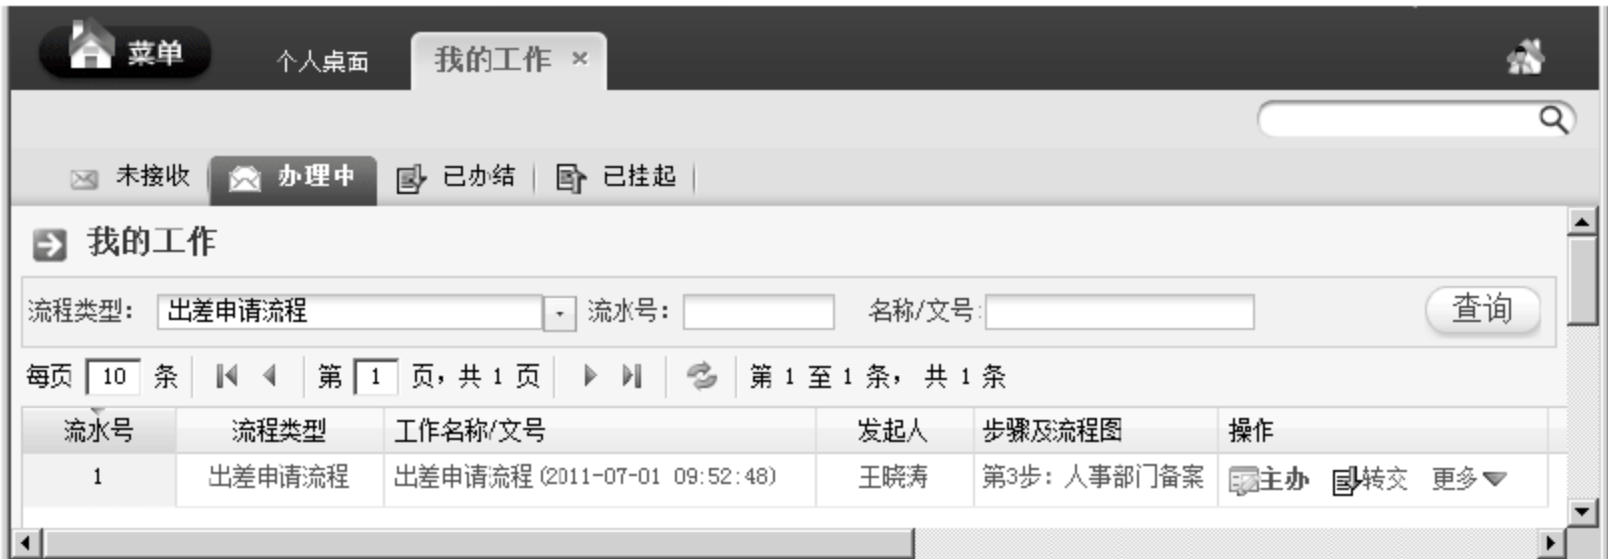 菜单 个人桌面 我的工作 ×
未接收 办理中 已办结 已挂起
我的工作
流程类型: 出差申请流程 流水号: 名称/文号: 查询
每页 10 条 第 1 页,共 1 页 第 1 至 1 条, 共 1 条
流水号 流程类型 工作名称/文号 发起人 步骤及流程图 操作
1 出差申请流程 出差申请流程(2011-07-01 09:52:48) 王晓涛 第3步: 人事部门备案 主办 转交 更多